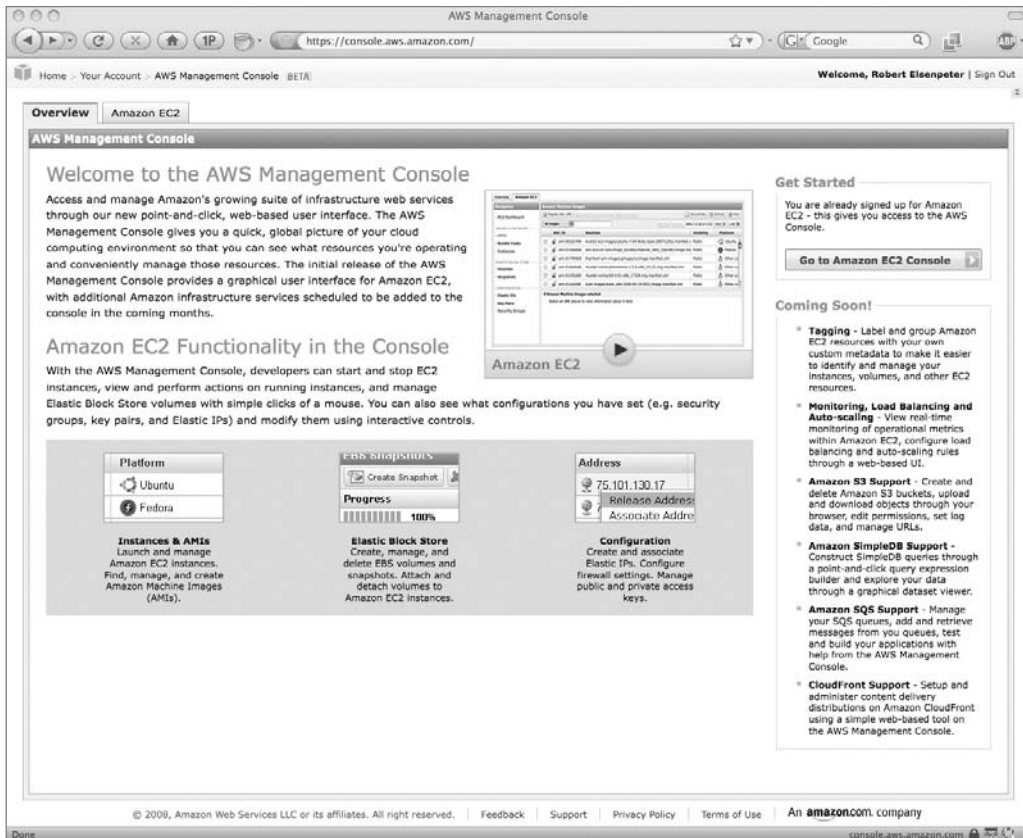 AWS Management Console
1P
https://console.aws.amazon.com/
Google
ABP
Home > Your Account > AWS Management Console BETA
Welcome, Robert Eisenpeter | Sign Out
Overview
Amazon EC2
AWS Management Console
Welcome to the AWS Management Console
Access and manage Amazon's growing suite of infrastructure web services
through our new point-and-click, web-based user interface. The AWS
Management Console gives you a quick, global picture of your cloud
computing environment so that you can see what resources you're operating
and conveniently manage those resources. The initial release of the AWS
Management Console provides a graphical user interface for Amazon EC2,
with additional Amazon infrastructure services scheduled to be added to the
console in the coming months.
Amazon EC2
Amazon EC2 Functionality in the Console
With the AWS Management Console, developers can start and stop EC2
instances, view and perform actions on running instances, and manage
Elastic Block Store volumes with simple clicks of a mouse. You can also see what configurations you have set (e.g. security
groups, key pairs, and Elastic IPs) and modify them using interactive controls.
Platform
Ubuntu
Fedora
Instances & AMIs
Launch and manage
Amazon EC2 instances.
Find, manage, and create
Amazon Machine Images
(AMIs).
EBS Snapshots
Create Snapshot
Progress
100%
Elastic Block Store
Create, manage, and
delete EBS volumes and
snapshots. Attach and
detach volumes to
Amazon EC2 instances.
Address
75.101.130.17
Release Address
Associate Addre
Configuration
Create and associate
Elastic IPs. Configure
firewall settings. Manage
public and private access
keys.
Get Started
You are already signed up for Amazon
EC2 - this gives you access to the AWS
Console.
Go to Amazon EC2 Console
Coming Soon!
Tagging - Label and group Amazon
EC2 resources with your own
custom metadata to make it easier
to identify and manage your
instances, volumes, and other EC2
resources.
Monitoring, Load Balancing and
Auto-scaling - View real-time
monitoring of operational metrics
within Amazon EC2, configure load
balancing and auto-scaling rules
through a web-based UI.
Amazon S3 Support - Create and
delete Amazon S3 buckets, upload
and download objects through your
browser, edit permissions, set log
data, and manage URLs.
Amazon SimpleDB Support -
Construct SimpleDB queries through
a point-and-click query expression
builder and explore your data
through a graphical dataset viewer.
Amazon SQS Support - Manage
your SQS queues, add and retrieve
messages from you queues, test
and build your applications with
help from the AWS Management
Console.
CloudFront Support - Setup and
administer content delivery
distributions on Amazon CloudFront
using a simple web-based tool on
the AWS Management Console.
© 2008, Amazon Web Services LLC or its affiliates. All right reserved. | Feedback | Support | Privacy Policy | Terms of Use An amazon.com. company
Done
console.aws.amazon.com